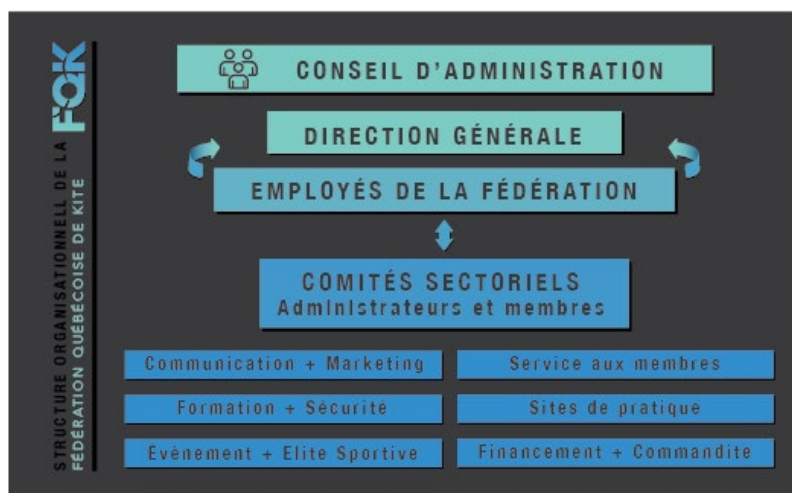 STRUCTURE ORGANISATIONNELL DE LA
FÉDÉRATION QUÉBÉCOISE DE KITE
FQK
CONSEIL D'ADMINISTRATION
DIRECTION GÉNÉRALE
EMPLOYÉS DE LA FÉDÉRATION
COMITÉS SECTORIELS
Administrateurs et membres
Communication + Marketing
Service aux membres
Formation + Sécurité
Sites de pratique
Évènement + Elite Sportive
Financement + Commandite